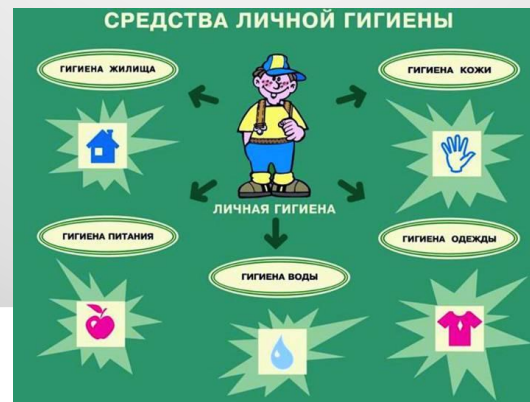 СРЕДСТВА ЛИЧНОЙ ГИГИЕНЫ
ГИГИЕНА ЖИЛИЩА
ГИГИЕНА КОЖИ
ЛИЧНАЯ ГИГИЕНА
ГИГИЕНА ПИТАНИЯ
ГИГИЕНА ОДЕЖДЫ
ГИГИЕНА ВОДЫ